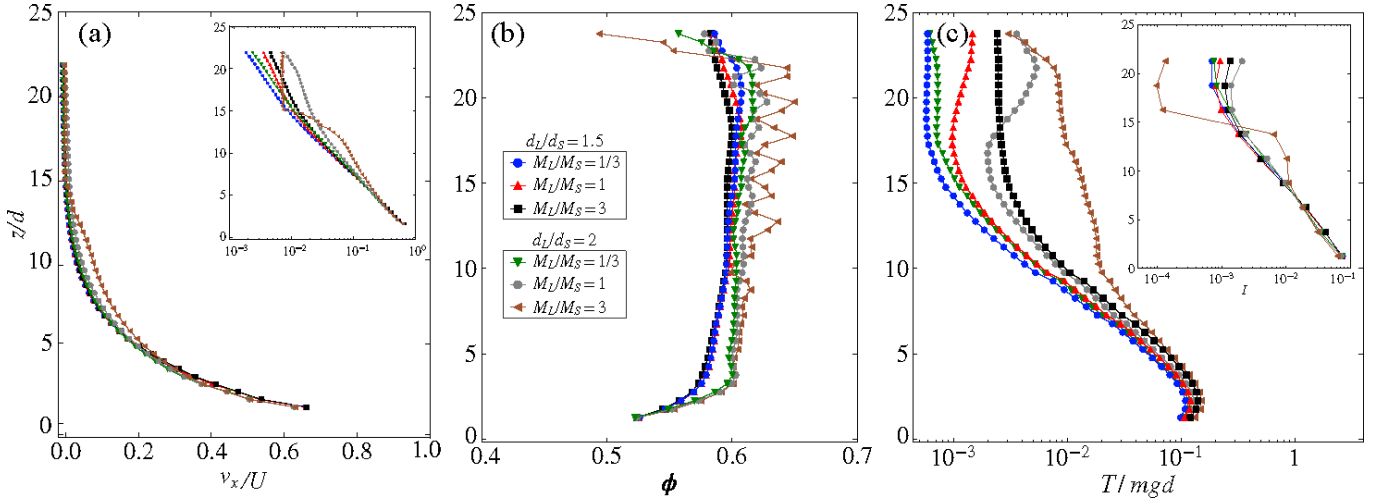 (a)
25
20
15
10
5
0
z/d
0.0 0.2 0.4 0.6 0.8 1.0
v_x/U
25
20
15
10
5
0
10⁻³ 10⁻² 10⁻¹ 10⁰
(b)
25
20
15
10
5
0
d_L/d_S=1.5
M_L/M_S=1/3
M_L/M_S=1
M_L/M_S=3
d_L/d_S=2
M_L/M_S=1/3
M_L/M_S=1
M_L/M_S=3
0.4 0.5 0.6 0.7
ϕ
(c)
25
20
15
10
5
0
10⁻³ 10⁻² 10⁻¹ 1
T/mgd
25
20
15
10
5
0
10⁻⁴ 10⁻³ 10⁻² 10⁻¹
I